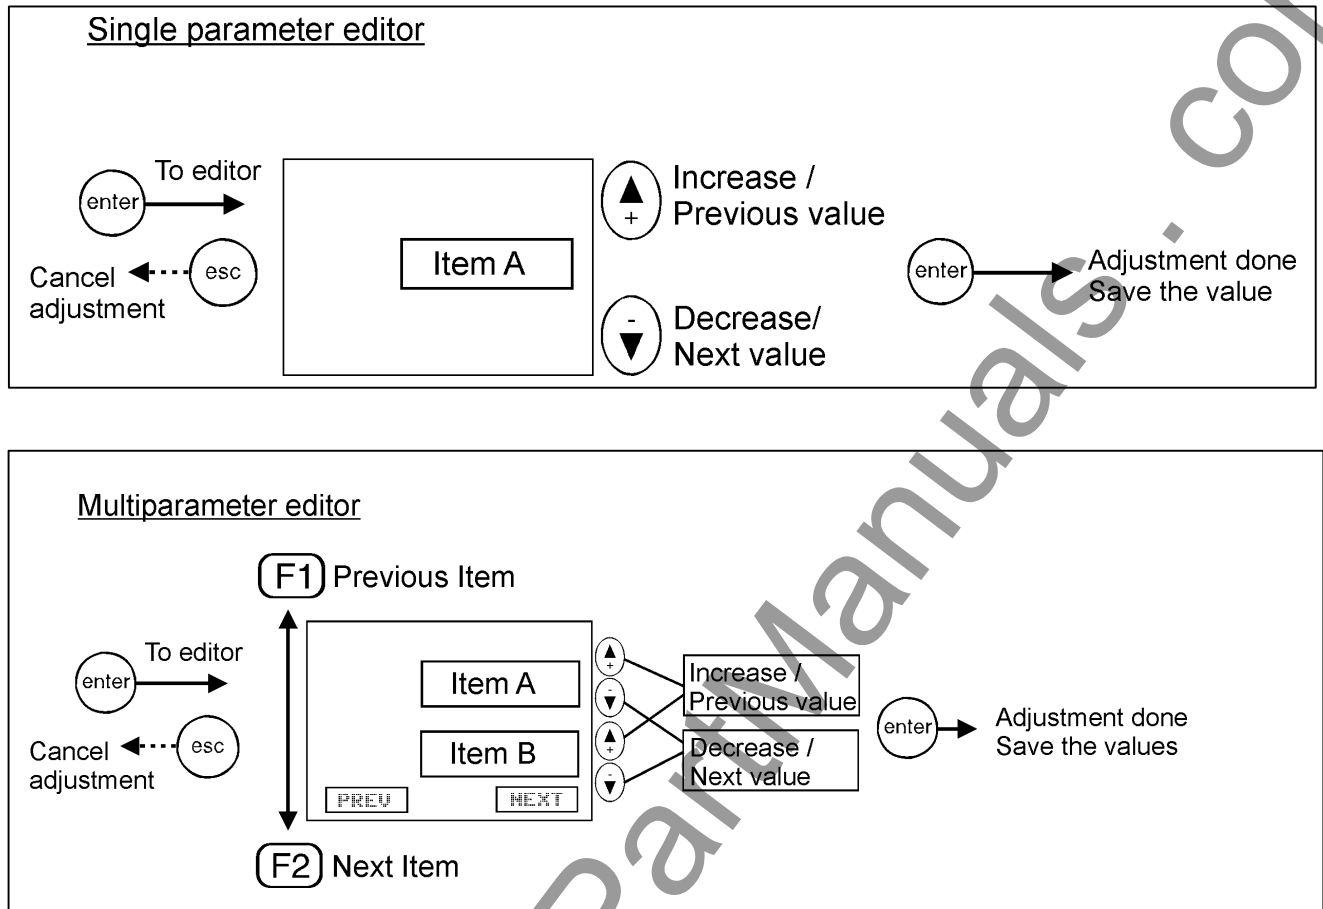 Single parameter editor
To editor
enter
esc
Cancel
adjustment
Item A
+
Increase /
Previous value
-
Decrease/
Next value
enter
Adjustment done
Save the value
Multiparameter editor
F1 Previous Item
To editor
enter
esc
Cancel
adjustment
Item A
Item B
PREV NEXT
+
-
+
-
Increase /
Previous value
Decrease /
Next value
enter
Adjustment done
Save the values
F2 Next Item
PartManuals . co